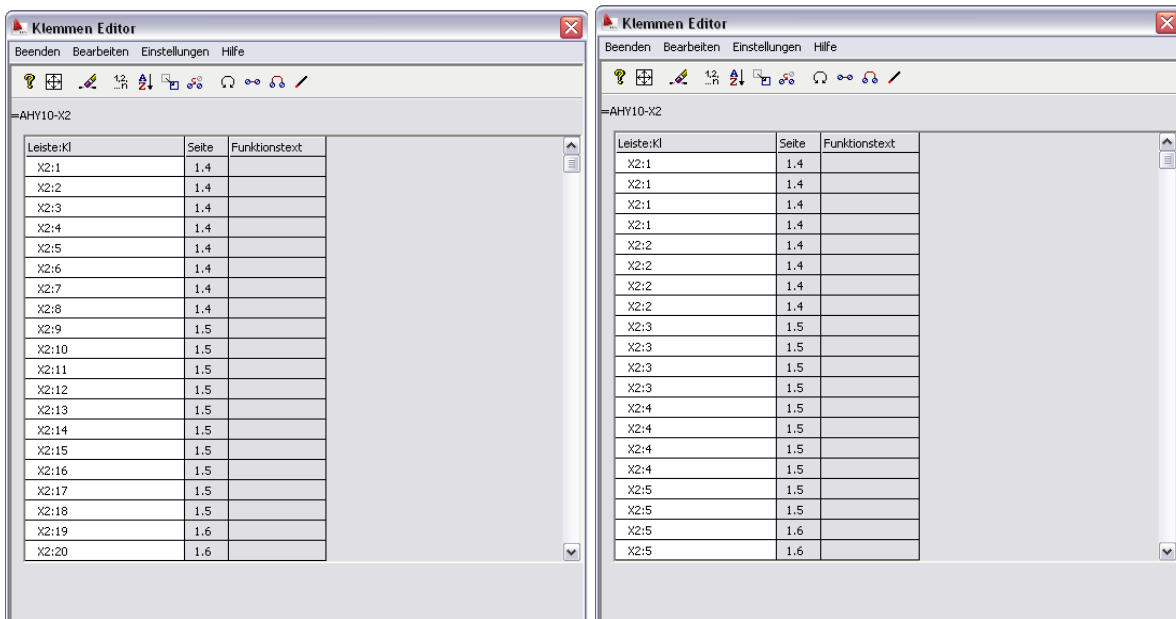 Klemmen Editor
Beenden Bearbeiten Einstellungen Hilfe
=AHY10-X2
Leiste:Kl Seite Funktionstext
X2:1 1.4
X2:2 1.4
X2:3 1.4
X2:4 1.4
X2:5 1.4
X2:6 1.4
X2:7 1.4
X2:8 1.4
X2:9 1.5
X2:10 1.5
X2:11 1.5
X2:12 1.5
X2:13 1.5
X2:14 1.5
X2:15 1.5
X2:16 1.5
X2:17 1.5
X2:18 1.5
X2:19 1.6
X2:20 1.6
Klemmen Editor
Beenden Bearbeiten Einstellungen Hilfe
=AHY10-X2
Leiste:Kl Seite Funktionstext
X2:1 1.4
X2:1 1.4
X2:1 1.4
X2:1 1.4
X2:2 1.4
X2:2 1.4
X2:2 1.4
X2:2 1.4
X2:3 1.5
X2:3 1.5
X2:3 1.5
X2:3 1.5
X2:4 1.5
X2:4 1.5
X2:4 1.5
X2:4 1.5
X2:5 1.5
X2:5 1.5
X2:5 1.6
X2:5 1.6